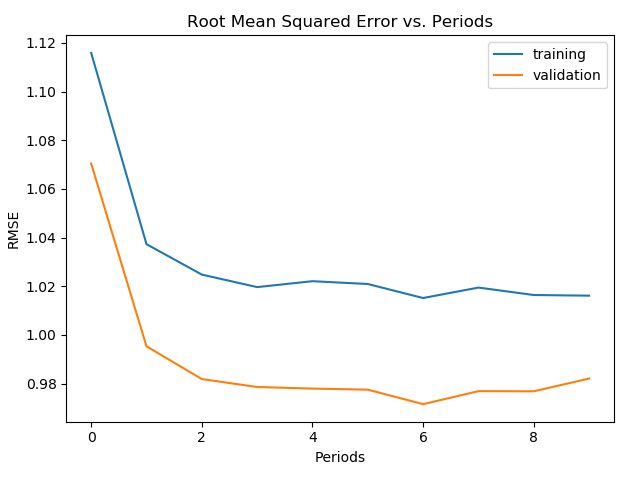 Root Mean Squared Error vs. Periods
1.12
1.10
1.08
1.06
1.04
1.02
1.00
0.98
RMSE
training
validation
0 2 4 6 8
Periods